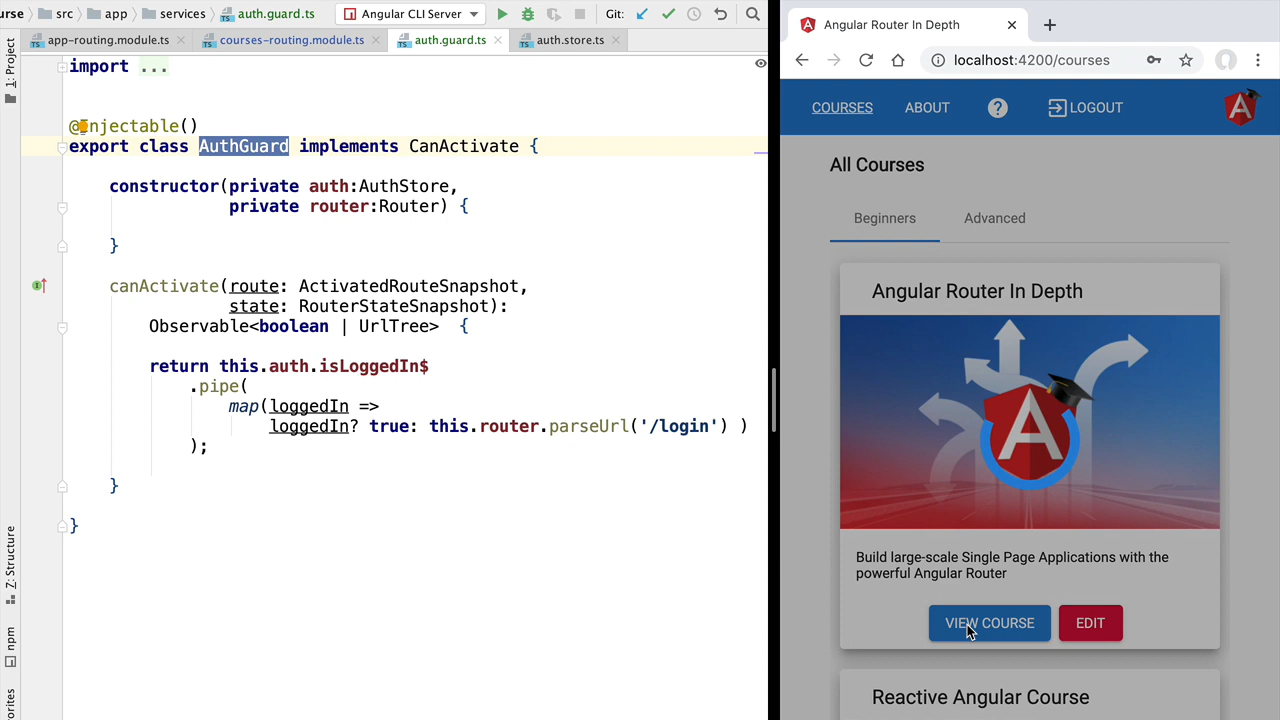 urse
src
app
services
auth.guard.ts
Angular CLI Server
Git:
app-routing.module.ts
courses-routing.module.ts
auth.guard.ts
auth.store.ts
1: Project
Z: Structure
npm
vorites
import ...
@Injectable()
export class AuthGuard implements CanActivate {
constructor(private auth:AuthStore,
private router:Router) {
}
canActivate(route: ActivatedRouteSnapshot,
state: RouterStateSnapshot):
Observable<boolean | UrlTree> {
return this.auth.isLoggedIn$
.pipe(
map(loggedIn =>
loggedIn? true: this.router.parseUrl('/login') )
);
}
}
Angular Router In Depth
localhost:4200/courses
COURSES
ABOUT
LOGOUT
All Courses
Beginners
Advanced
Angular Router In Depth
Build large-scale Single Page Applications with the
powerful Angular Router
VIEW COURSE
EDIT
Reactive Angular Course